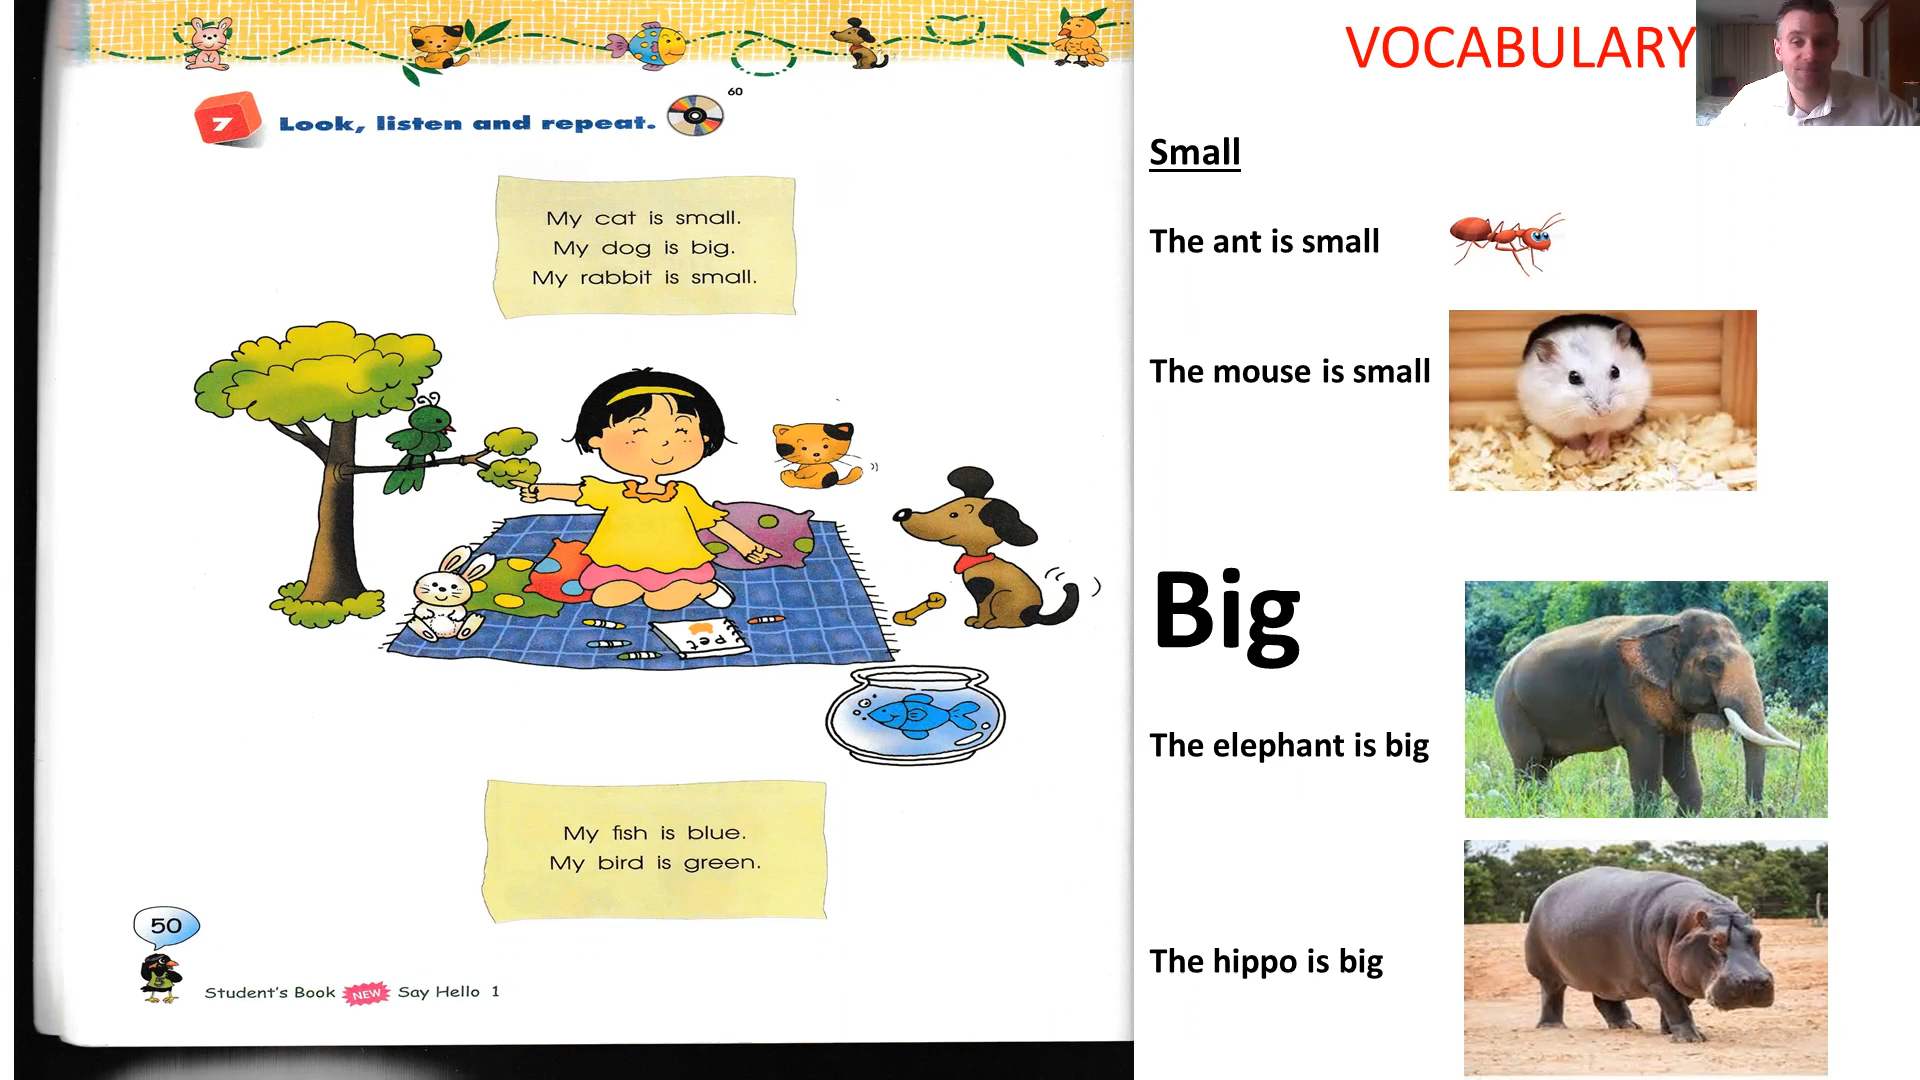 7 Look, listen and repeat. 60
My cat is small.
My dog is big.
My rabbit is small.
Pet
My fish is blue.
My bird is green.
50
Student's Book NEW Say Hello 1
VOCABULARY
Small
The ant is small
The mouse is small
Big
The elephant is big
The hippo is big